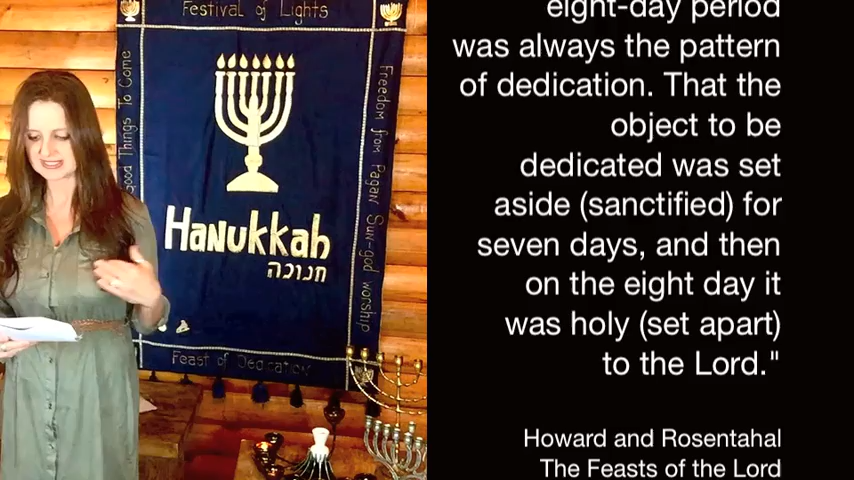 Festival of Lights
Good Things To Come
Freedom from Pagan Sun-god worship
Hanukkah
חנוכה
Feast of Dedication
eight-day period
was always the pattern
of dedication. That the
object to be
dedicated was set
aside (sanctified) for
seven days, and then
on the eight day it
was holy (set apart)
to the Lord."
Howard and Rosentahal
The Feasts of the Lord